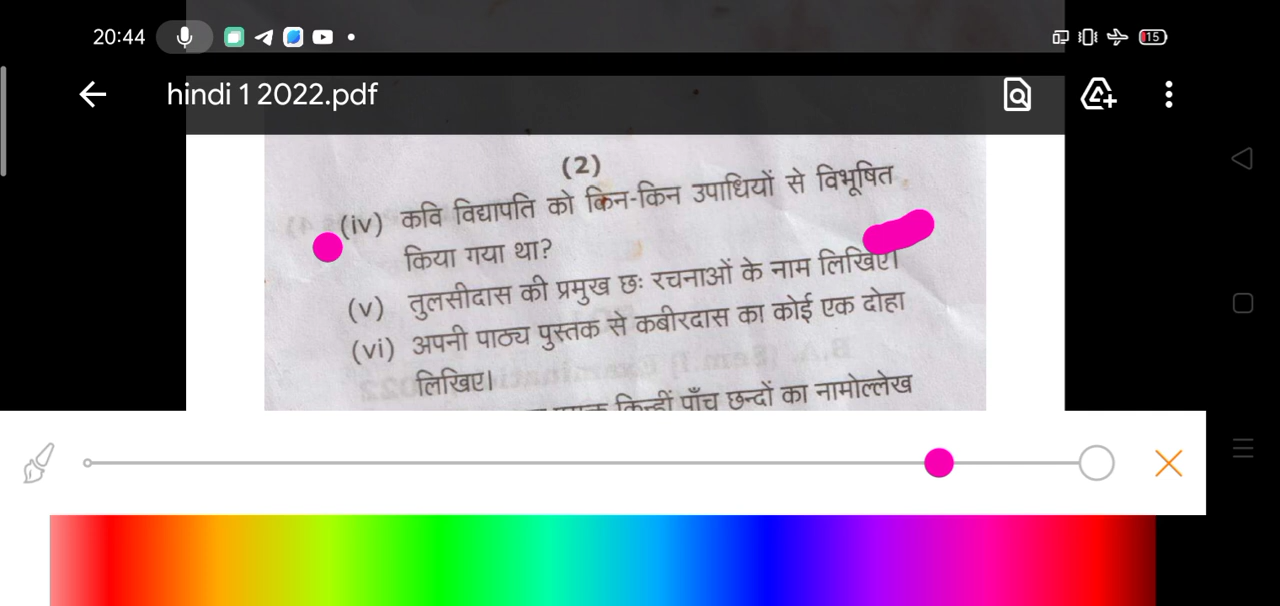 20:44
15
hindi 1 2022.pdf
(2)
(iv) कवि विद्यापति को किन-किन उपाधियों से विभूषित
किया गया था?
(v) तुलसीदास की प्रमुख छः रचनाओं के नाम लिखिए।
(vi) अपनी पाठ्य पुस्तक से कबीरदास का कोई एक दोहा
लिखिए।
किन्हीं पाँच छन्दों का नामोल्लेख